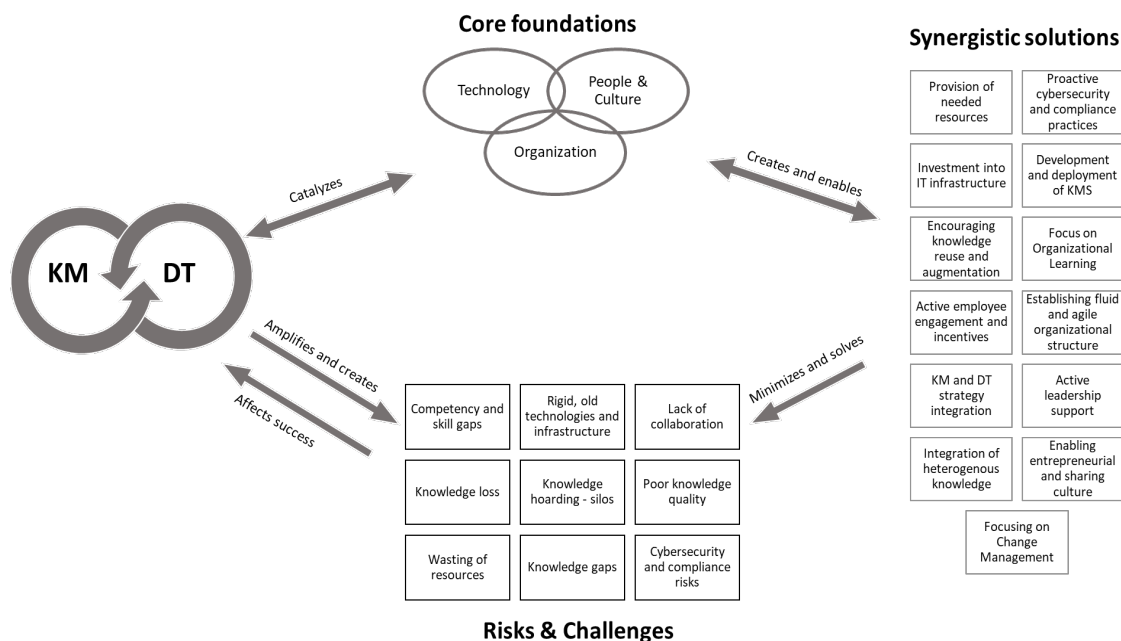 Core foundations
Technology
People &
Culture
Organization
Synergistic solutions
Provision of
needed
resources
Proactive
cybersecurity
and compliance
practices
Investment into
IT infrastructure
Development
and deployment
of KMS
Encouraging
knowledge
reuse and
augmentation
Focus on
Organizational
Learning
Active employee
engagement and
incentives
Establishing fluid
and agile
organizational
structure
KM and DT
strategy
integration
Active
leadership
support
Integration of
heterogenous
knowledge
Enabling
entrepreneurial
and sharing
culture
Focusing on
Change
Management
Catalyzes
Creates and enables
KM
DT
Amplifies and creates
Affects success
Minimizes and solves
Competency and
skill gaps
Rigid, old
technologies and
infrastructure
Lack of
collaboration
Knowledge loss
Knowledge
hoarding - silos
Poor knowledge
quality
Wasting of
resources
Knowledge gaps
Cybersecurity
and compliance
risks
Risks & Challenges